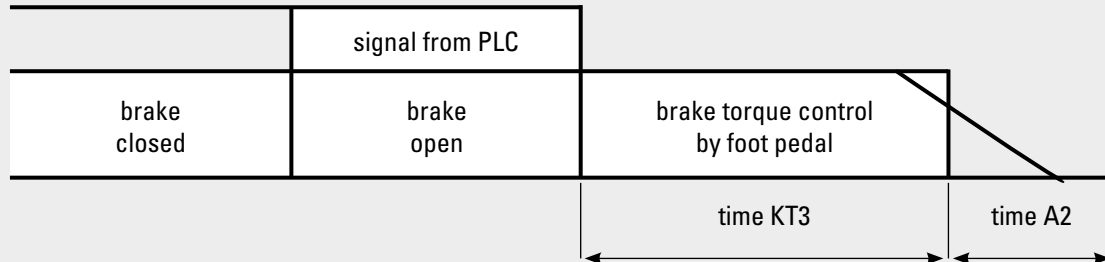 signal from PLC
brake
closed
brake
open
brake torque control
by foot pedal
time KT3
time A2